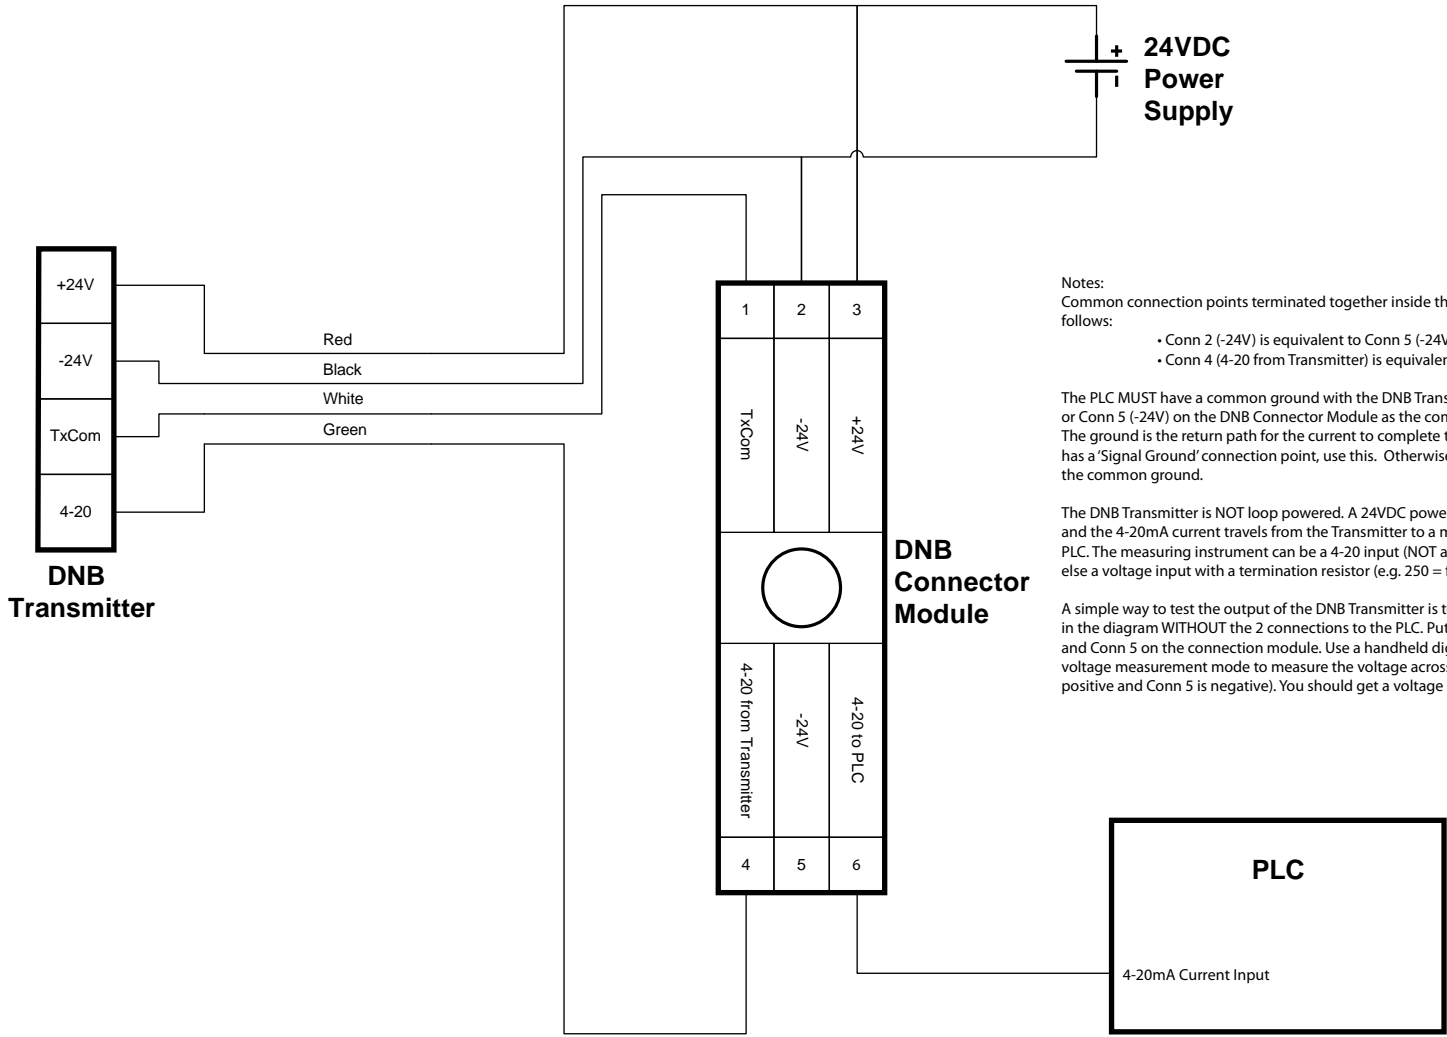 +
24VDC
Power
Supply
+24V
-24V
TxCom
4-20
DNB
Transmitter
Red
Black
White
Green
1 2 3
TxCom
-24V
+24V
DNB
Connector
Module
4-20 from Transmitter
-24V
4-20 to PLC
4 5 6
Notes:
Common connection points terminated together inside th
follows:
• Conn 2 (-24V) is equivalent to Conn 5 (-24V
• Conn 4 (4-20 from Transmitter) is equivalen
The PLC MUST have a common ground with the DNB Trans
or Conn 5 (-24V) on the DNB Connector Module as the com
The ground is the return path for the current to complete t
has a 'Signal Ground' connection point, use this. Otherwise
the common ground.
The DNB Transmitter is NOT loop powered. A 24VDC powe
and the 4-20mA current travels from the Transmitter to a m
PLC. The measuring instrument can be a 4-20 input (NOT a
else a voltage input with a termination resistor (e.g. 250 = f
A simple way to test the output of the DNB Transmitter is t
in the diagram WITHOUT the 2 connections to the PLC. Put
and Conn 5 on the connection module. Use a handheld dig
voltage measurement mode to measure the voltage across
positive and Conn 5 is negative). You should get a voltage
PLC
4-20mA Current Input